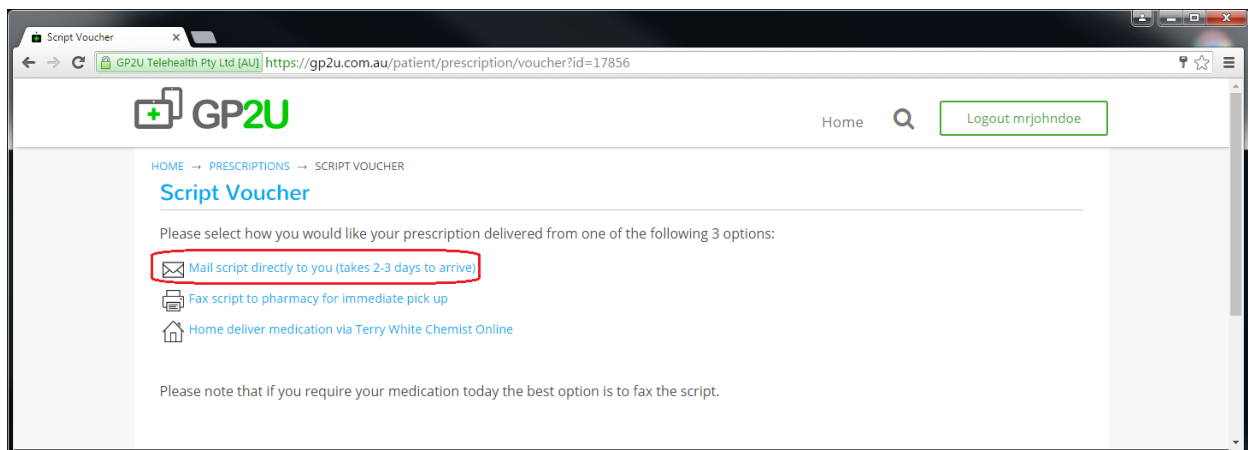 Script Voucher
GP2U Telehealth Pty Ltd [AU] https://gp2u.com.au/patient/prescription/voucher?id=17856
GP2U
Home
Logout mrjohndoe
HOME → PRESCRIPTIONS → SCRIPT VOUCHER
Script Voucher
Please select how you would like your prescription delivered from one of the following 3 options:
Mail script directly to you (takes 2-3 days to arrive)
Fax script to pharmacy for immediate pick up
Home deliver medication via Terry White Chemist Online
Please note that if you require your medication today the best option is to fax the script.